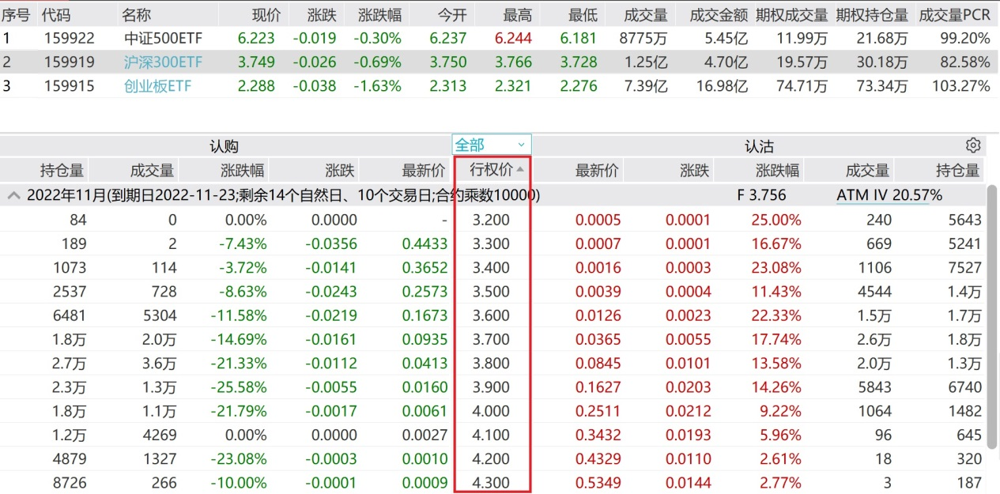 序号 代码 名称 现价 涨跌 涨跌幅 今开 最高 最低 成交量 成交金额 期权成交量 期权持仓量 成交量PCR
1 159922 中证500ETF 6.223 -0.019 -0.30% 6.237 6.244 6.181 8775万 5.45亿 11.99万 21.68万 99.20%
2 159919 沪深300ETF 3.749 -0.026 -0.69% 3.750 3.766 3.728 1.25亿 4.70亿 19.57万 30.18万 82.58%
3 159915 创业板ETF 2.288 -0.038 -1.63% 2.313 2.321 2.276 7.39亿 16.98亿 74.71万 73.34万 103.27%
认购 全部 认沽
持仓量 成交量 涨跌幅 涨跌 最新价 行权价 最新价 涨跌 涨跌幅 成交量 持仓量
2022年11月(到期日2022-11-23;剩余14个自然日、10个交易日;合约乘数10000) F 3.756 ATM IV 20.57%
84 0 0.00% 0.0000 - 3.200 0.0005 0.0001 25.00% 240 5643
189 2 -7.43% -0.0356 0.4433 3.300 0.0007 0.0001 16.67% 669 5241
1073 114 -3.72% -0.0141 0.3652 3.400 0.0016 0.0003 23.08% 1106 7527
2537 728 -8.63% -0.0243 0.2573 3.500 0.0039 0.0004 11.43% 4544 1.4万
6481 5304 -11.58% -0.0219 0.1673 3.600 0.0126 0.0023 22.33% 1.5万 1.7万
1.8万 2.0万 -14.69% -0.0161 0.0935 3.700 0.0365 0.0055 17.74% 2.6万 1.8万
2.7万 3.6万 -21.33% -0.0112 0.0413 3.800 0.0845 0.0101 13.58% 2.0万 1.3万
2.3万 1.3万 -25.58% -0.0055 0.0160 3.900 0.1627 0.0203 14.26% 5843 6740
1.8万 1.1万 -21.79% -0.0017 0.0061 4.000 0.2511 0.0212 9.22% 1064 1482
1.2万 4269 0.00% 0.0000 0.0027 4.100 0.3432 0.0193 5.96% 96 645
4879 1327 -23.08% -0.0003 0.0010 4.200 0.4329 0.0110 2.61% 18 320
8726 266 -10.00% -0.0001 0.0009 4.300 0.5349 0.0144 2.77% 3 187